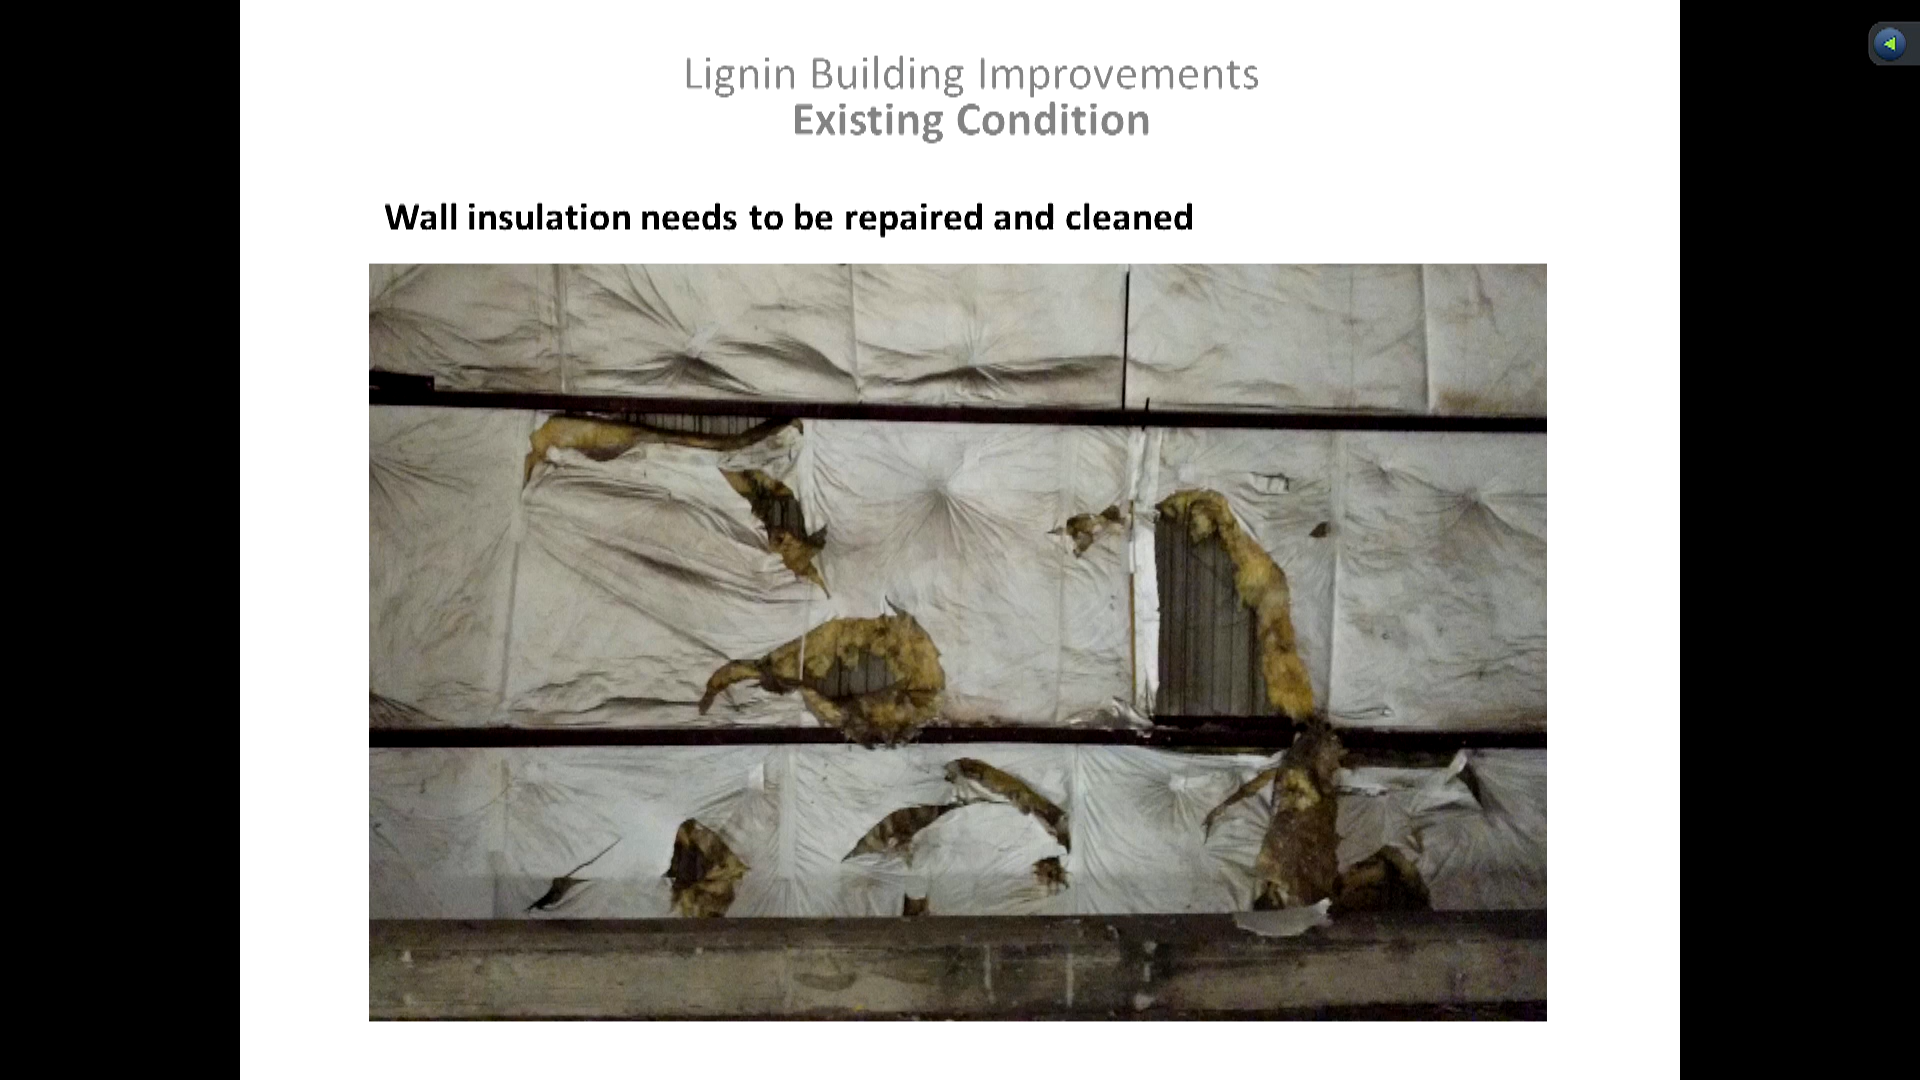 Lignin Building Improvements
Existing Condition
Wall insulation needs to be repaired and cleaned